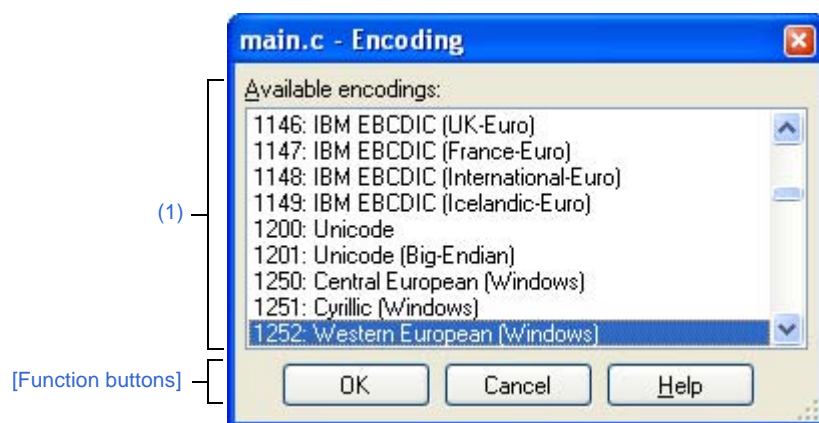 main.c - Encoding
Available encodings:
1146: IBM EBCDIC (UK-Euro)
1147: IBM EBCDIC (France-Euro)
1148: IBM EBCDIC (International-Euro)
1149: IBM EBCDIC (Icelandic-Euro)
1200: Unicode
1201: Unicode (Big-Endian)
1250: Central European (Windows)
1251: Cyrillic (Windows)
1252: Western European (Windows)
(1)
[Function buttons]
OK Cancel Help